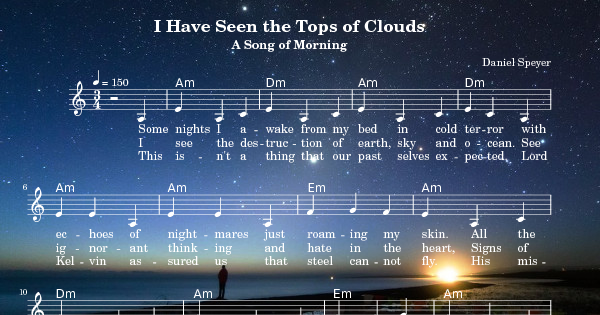 I Have Seen the Tops of Clouds
A Song of Morning
Daniel Speyer
= 150
Am Dm Am Dm
3
4
Some nights I a - wake from my bed in cold ter - ror with
I see the des - truc - tion of earth, sky and o - cean. See
This is - n't a thing that our past selves ex - pec - ted. Lord
6
Am Am Em Am
ec - hoes of night - mares just roam - ing my skin. All the
ig - nor - ant think - ing and hate in the heart, Signs of
Kel - vin as - sured us that steel can - not fly. His mis -
10
Dm Am Em Am